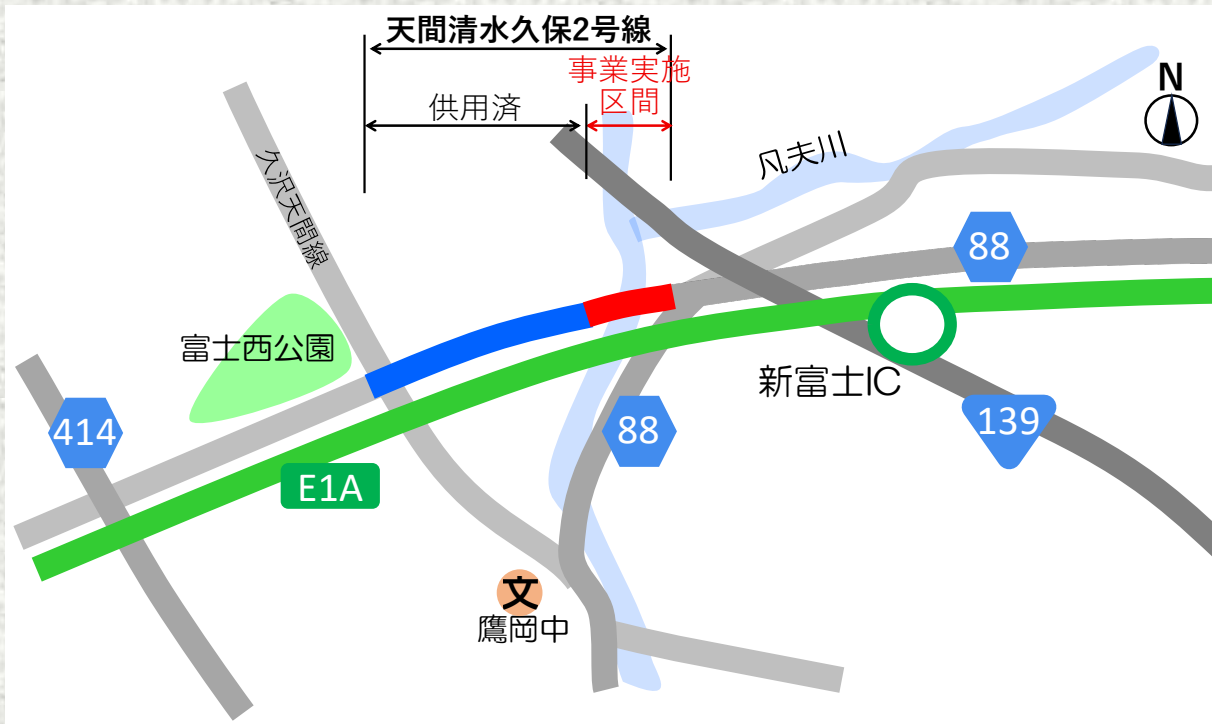 天間清水久保2号線
事業実施
区間
供用済
N
凡夫川
久沢天間線
88
富士西公園
新富士IC
414
88
139
E1A
文
鷹岡中